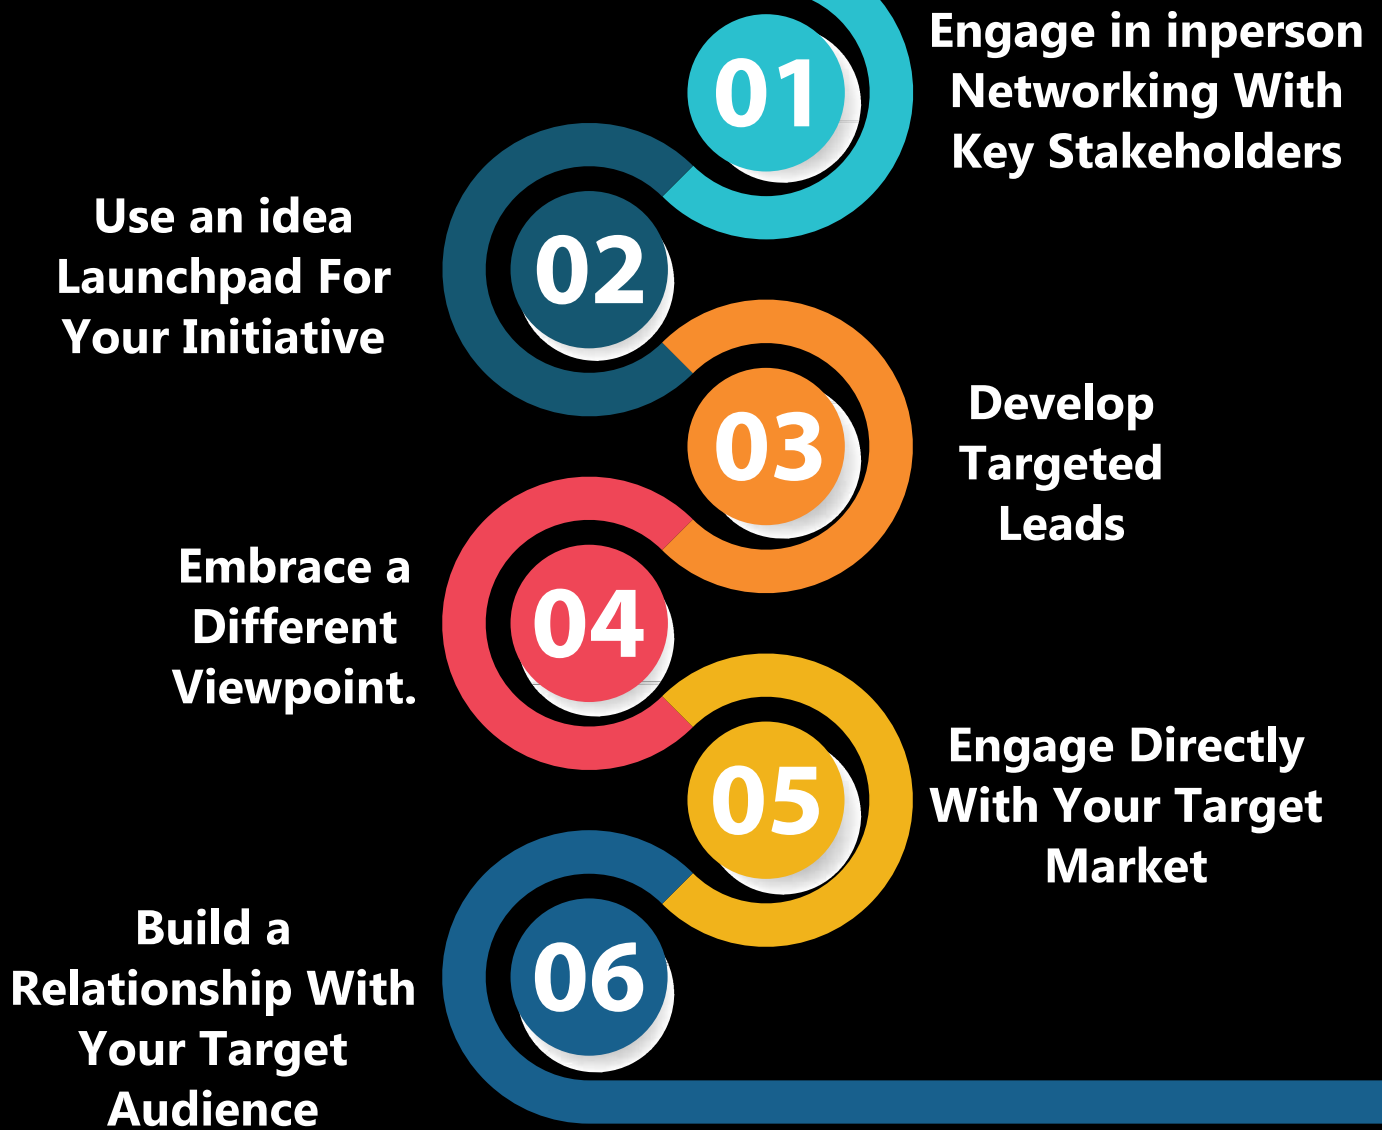 01
Engage in inperson
Networking With
Key Stakeholders
02
Use an idea
Launchpad For
Your Initiative
03
Develop
Targeted
Leads
04
Embrace a
Different
Viewpoint.
05
Engage Directly
With Your Target
Market
06
Build a
Relationship With
Your Target
Audience